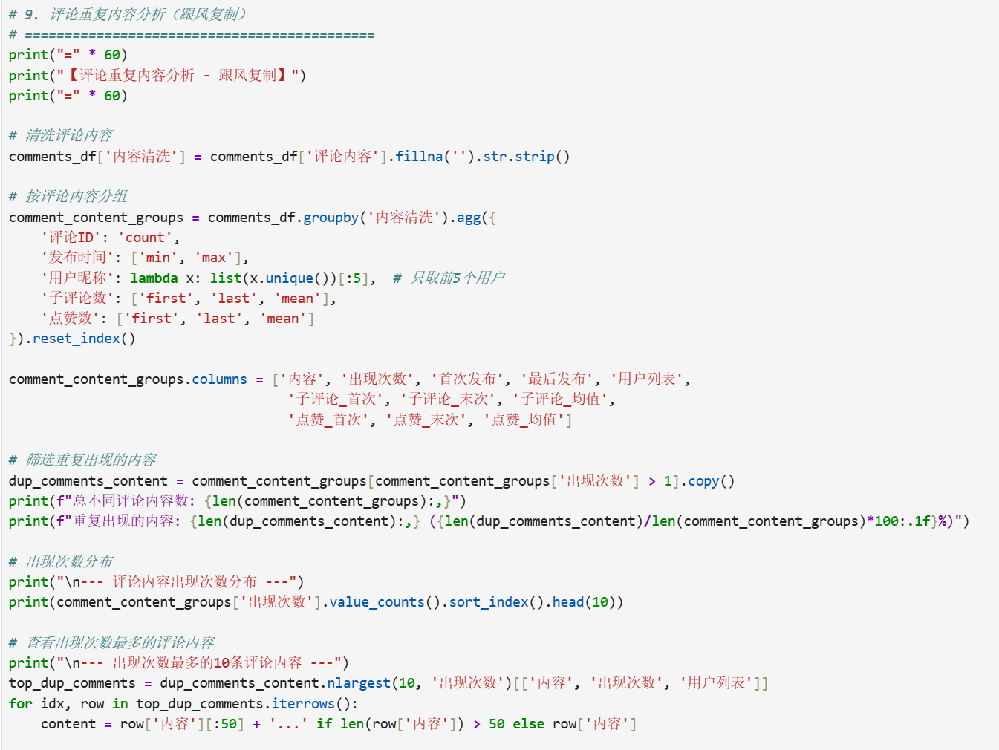 # 9. 评论重复内容分析（跟风复制）
# ============================================
print("=" * 60)
print("【评论重复内容分析 - 跟风复制】")
print("=" * 60)

# 清洗评论内容
comments_df['内容清洗'] = comments_df['评论内容'].fillna('').str.strip()

# 按评论内容分组
comment_content_groups = comments_df.groupby('内容清洗').agg({
    '评论ID': 'count',
    '发布时间': ['min', 'max'],
    '用户昵称': lambda x: list(x.unique())[:5],  # 只取前5个用户
    '子评论数': ['first', 'last', 'mean'],
    '点赞数': ['first', 'last', 'mean']
}).reset_index()

comment_content_groups.columns = ['内容', '出现次数', '首次发布', '最后发布', '用户列表',
                                   '子评论_首次', '子评论_末次', '子评论_均值',
                                   '点赞_首次', '点赞_末次', '点赞_均值']

# 筛选重复出现的内容
dup_comments_content = comment_content_groups[comment_content_groups['出现次数'] > 1].copy()
print(f"总不同评论内容数: {len(comment_content_groups):,}")
print(f"重复出现的内容: {len(dup_comments_content):,} ({len(dup_comments_content)/len(comment_content_groups)*100:.1f}%)")

# 出现次数分布
print("\n--- 评论内容出现次数分布 ---")
print(comment_content_groups['出现次数'].value_counts().sort_index().head(10))

# 查看出现次数最多的评论内容
print("\n--- 出现次数最多的10条评论内容 ---")
top_dup_comments = dup_comments_content.nlargest(10, '出现次数')[['内容', '出现次数', '用户列表']]
for idx, row in top_dup_comments.iterrows():
    content = row['内容'][:50] + '...' if len(row['内容']) > 50 else row['内容']